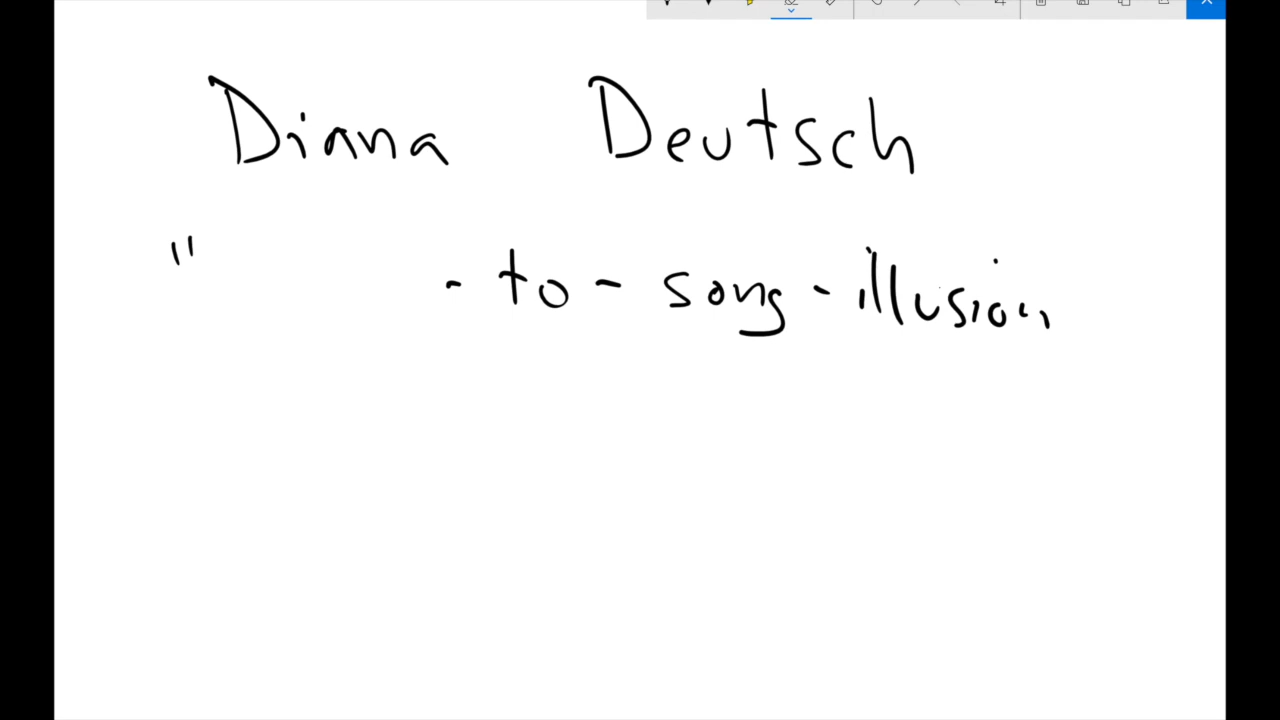 Diana Deutsch
" - to - song - illusion